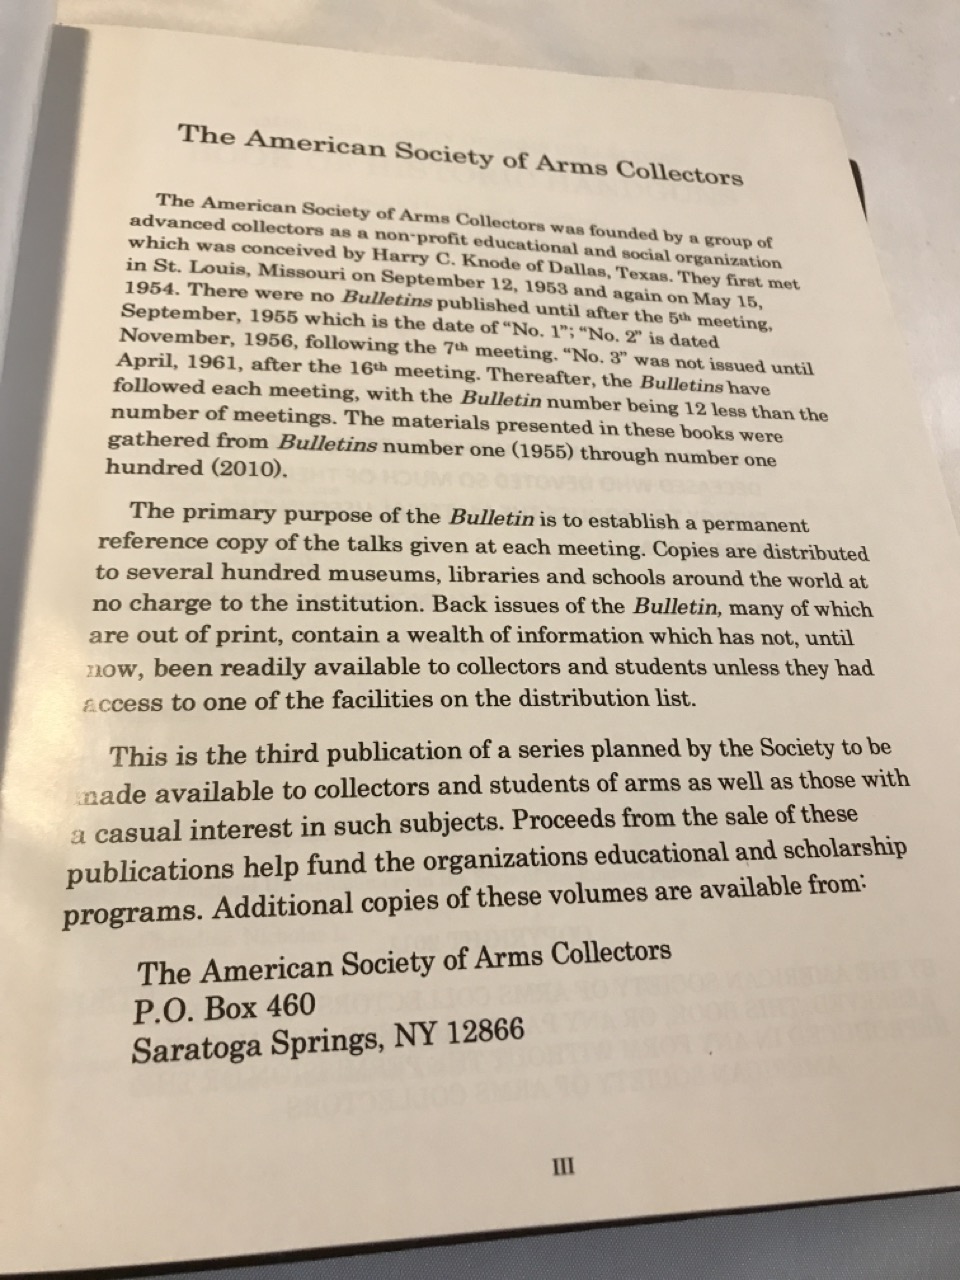 The American Society of Arms Collectors
The American Society of Arms Collectors was founded by a group of
advanced collectors as a non-profit educational and social organization
which was conceived by Harry C. Knode of Dallas, Texas. They first met
in St. Louis, Missouri on September 12, 1953 and again on May 15,
1954. There were no Bulletins published until after the 5th meeting,
September, 1955 which is the date of "No. 1"; "No. 2" is dated
November, 1956, following the 7th meeting. "No. 3" was not issued until
April, 1961, after the 16th meeting. Thereafter, the Bulletins have
followed each meeting, with the Bulletin number being 12 less than the
number of meetings. The materials presented in these books were
gathered from Bulletins number one (1955) through number one
hundred (2010).
The primary purpose of the Bulletin is to establish a permanent
reference copy of the talks given at each meeting. Copies are distributed
to several hundred museums, libraries and schools around the world at
no charge to the institution. Back issues of the Bulletin, many of which
are out of print, contain a wealth of information which has not, until
now, been readily available to collectors and students unless they had
access to one of the facilities on the distribution list.
This is the third publication of a series planned by the Society to be
made available to collectors and students of arms as well as those with
a casual interest in such subjects. Proceeds from the sale of these
publications help fund the organizations educational and scholarship
programs. Additional copies of these volumes are available from:
The American Society of Arms Collectors
P.O. Box 460
Saratoga Springs, NY 12866
III